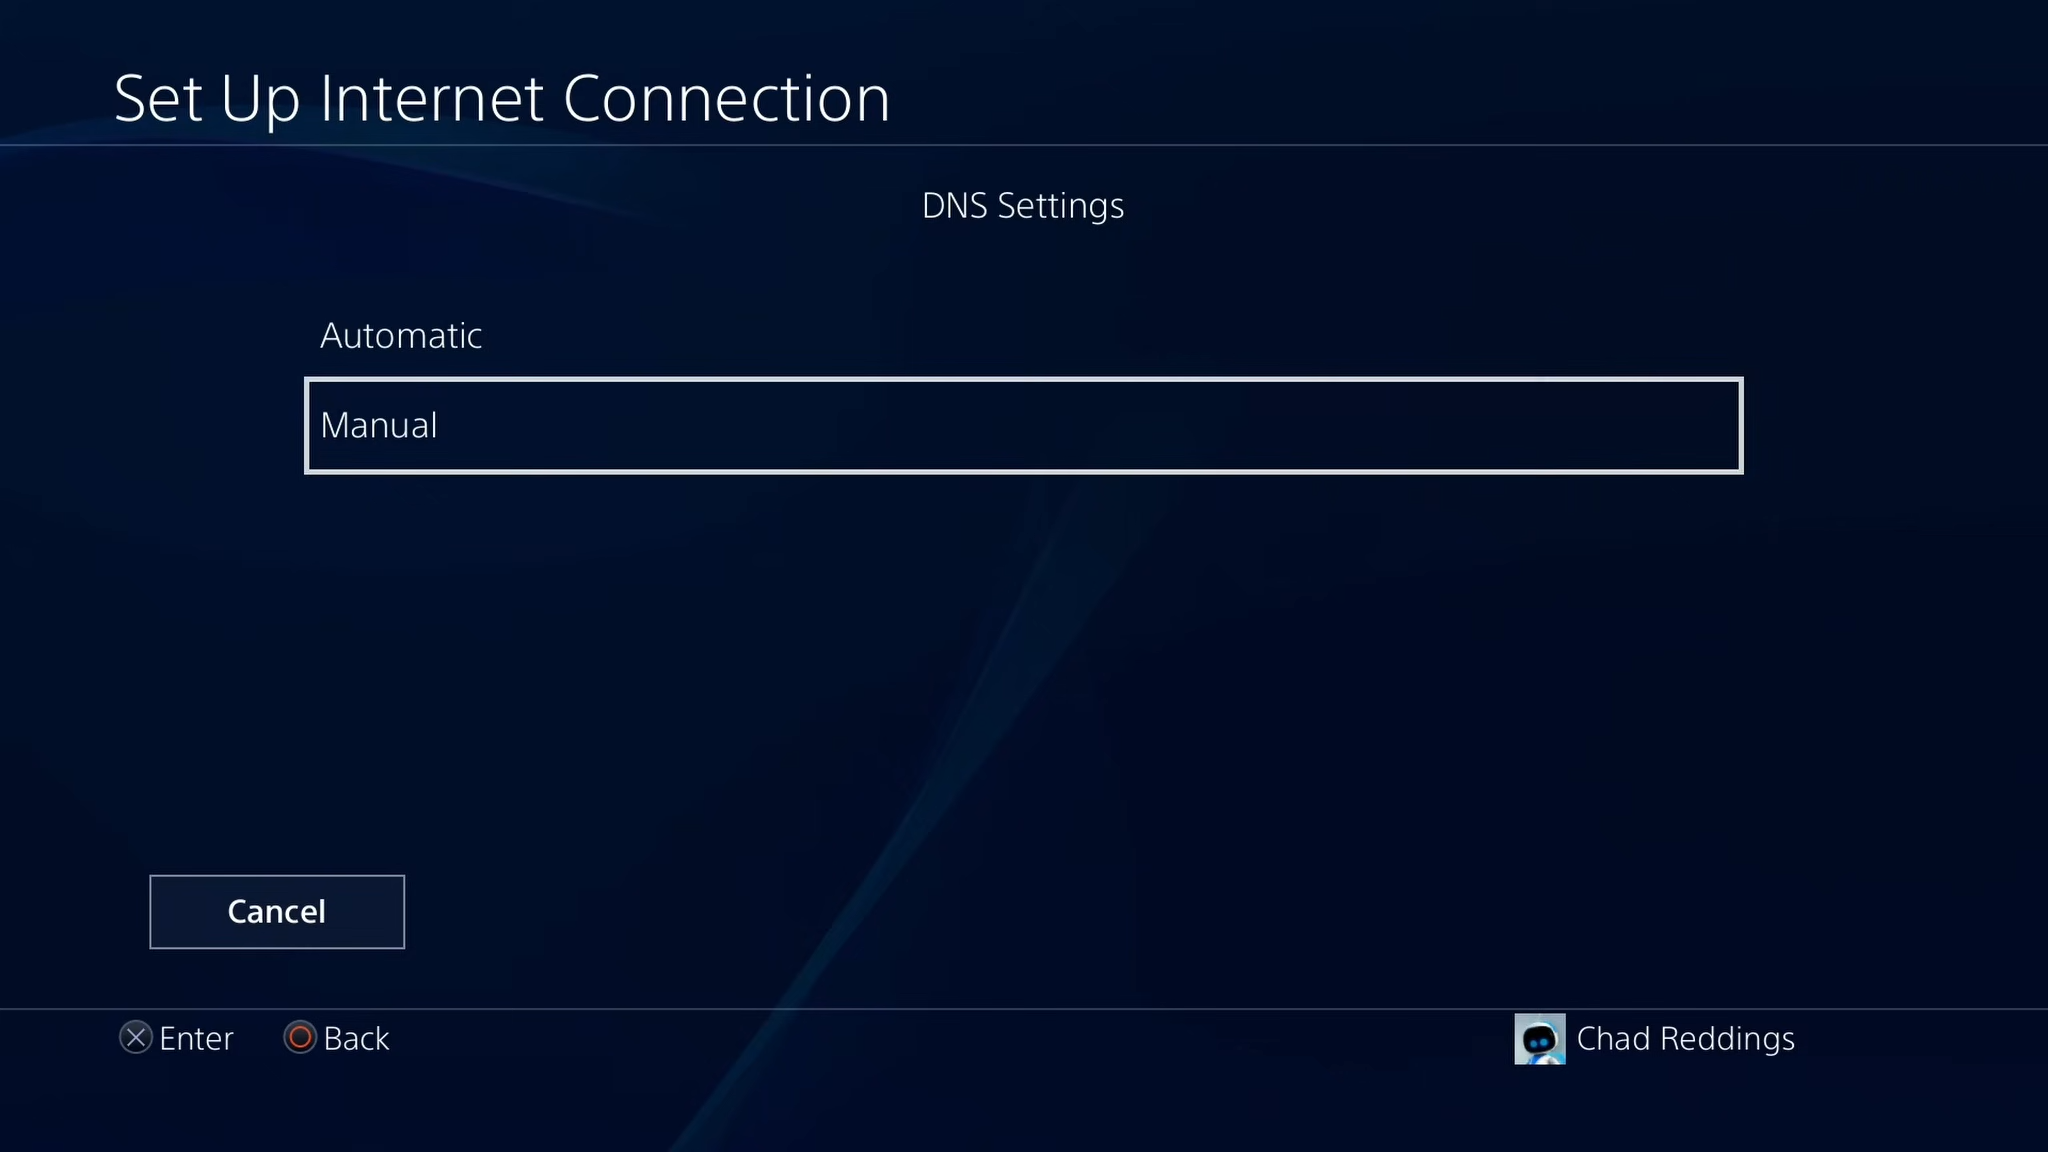 Set Up Internet Connection
DNS Settings
Automatic
Manual
Cancel
Enter
Back
Chad Reddings